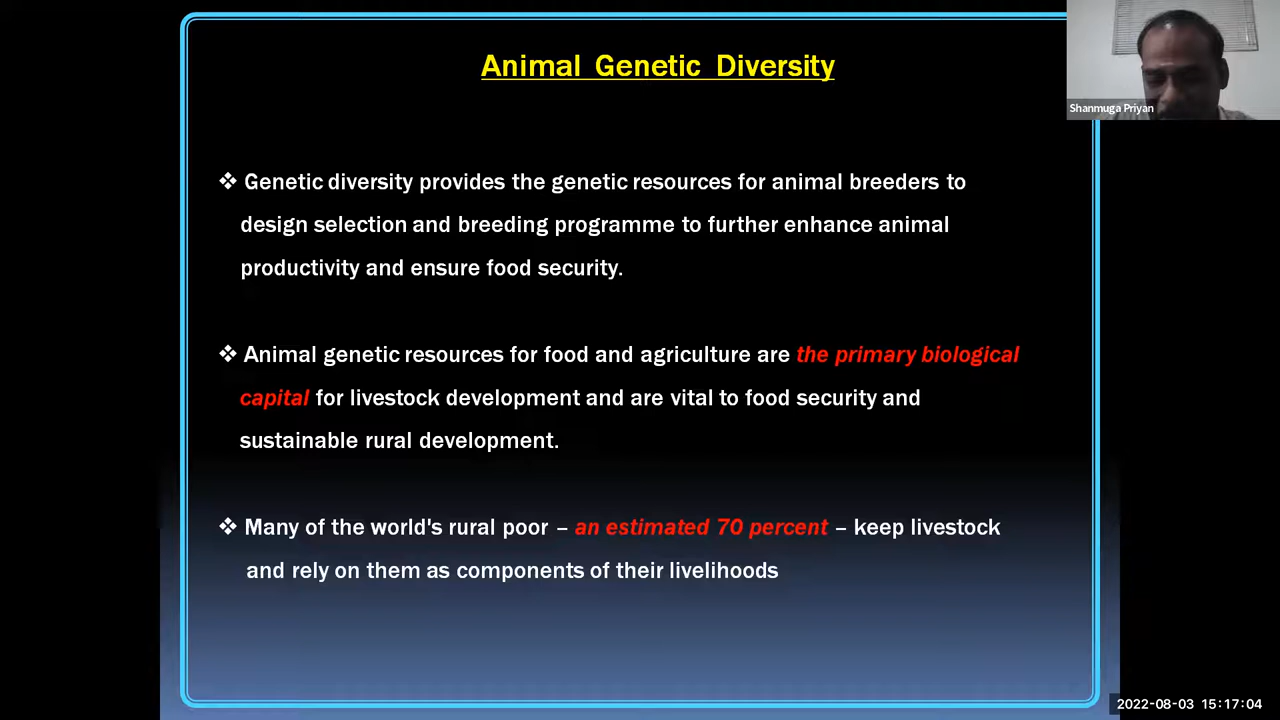 Animal Genetic Diversity
Shanmuga Priyan
❖ Genetic diversity provides the genetic resources for animal breeders to
design selection and breeding programme to further enhance animal
productivity and ensure food security.
❖ Animal genetic resources for food and agriculture are the primary biological
capital for livestock development and are vital to food security and
sustainable rural development.
❖ Many of the world's rural poor – an estimated 70 percent – keep livestock
and rely on them as components of their livelihoods
2022-08-03 15:17:04